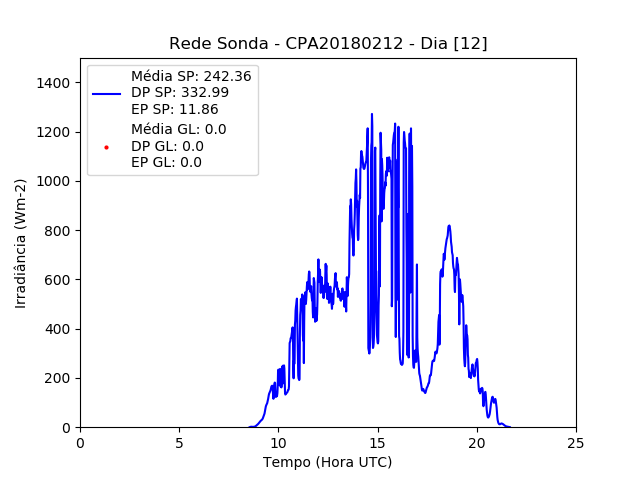 Rede Sonda - CPA20180212 - Dia [12]
Média SP: 242.36
DP SP: 332.99
EP SP: 11.86
Média GL: 0.0
DP GL: 0.0
EP GL: 0.0
Irradiância (Wm-2)
1400
1200
1000
800
600
400
200
0
0 5 10 15 20 25
Tempo (Hora UTC)